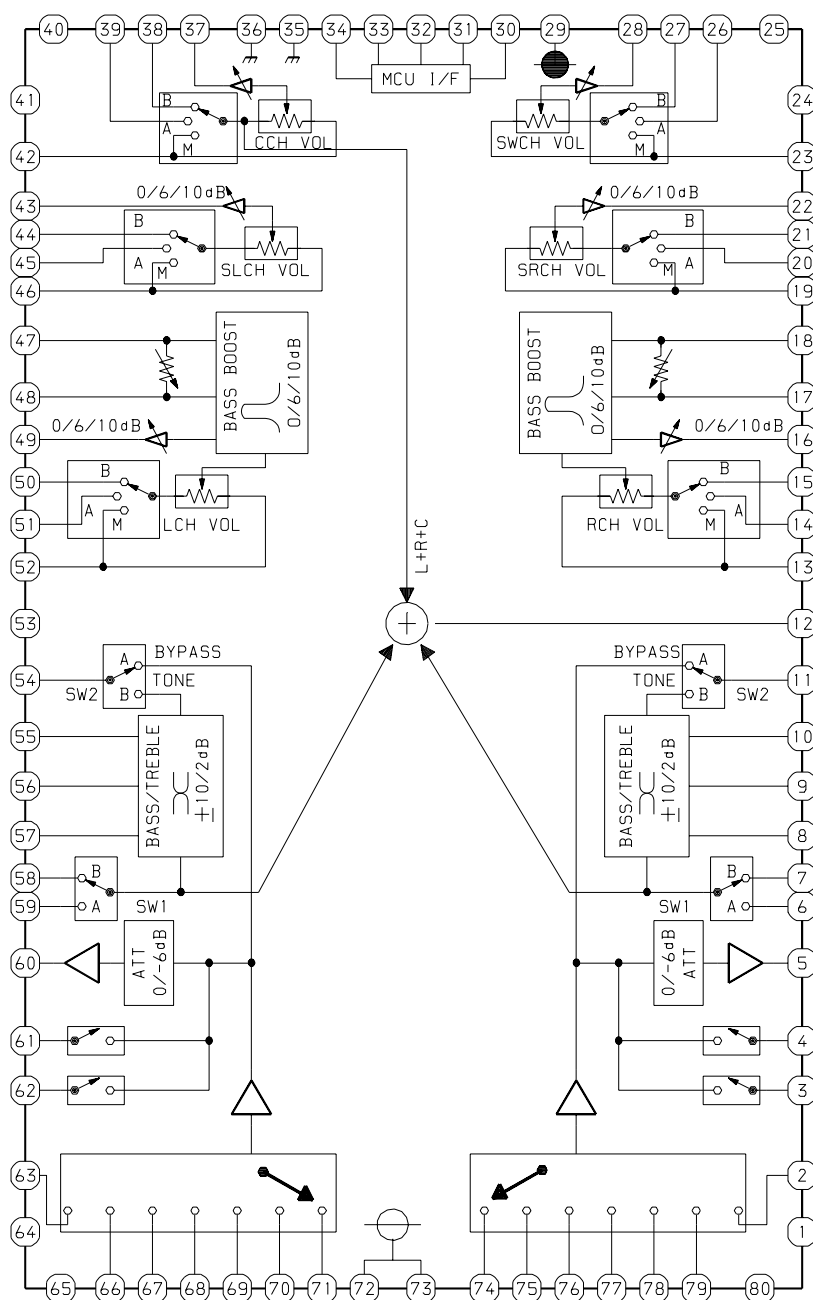 40 39 38 37 36 35 34 33 32 31 30 29 28 27 26 25
MCU I/F
41 B A M CCH VOL
SWCH VOL B A M 24
42 23
43 0/6/10dB 0/6/10dB 22
44 B B 21
45 A M A M 20
SLCH VOL SRCH VOL
46 19
47 18
BASS BOOST
0/6/10dB
BASS BOOST
0/6/10dB
48 17
49 0/6/10dB 0/6/10dB 16
50 B B 15
51 A M A M 14
LCH VOL RCH VOL
52 13
L+R+C
53 + 12
A BYPASS BYPASS A
54 11
SW2 B TONE TONE B SW2
55 10
BASS/TREBLE
±10/2dB
BASS/TREBLE
±10/2dB
56 9
57 8
58 B B 7
59 A SW1 SW1 A 6
60 5
ATT
0/-6dB
0/-6dB
ATT
61 4
62 3
63 2
64 1
65 66 67 68 69 70 71 72 73 74 75 76 77 78 79 80